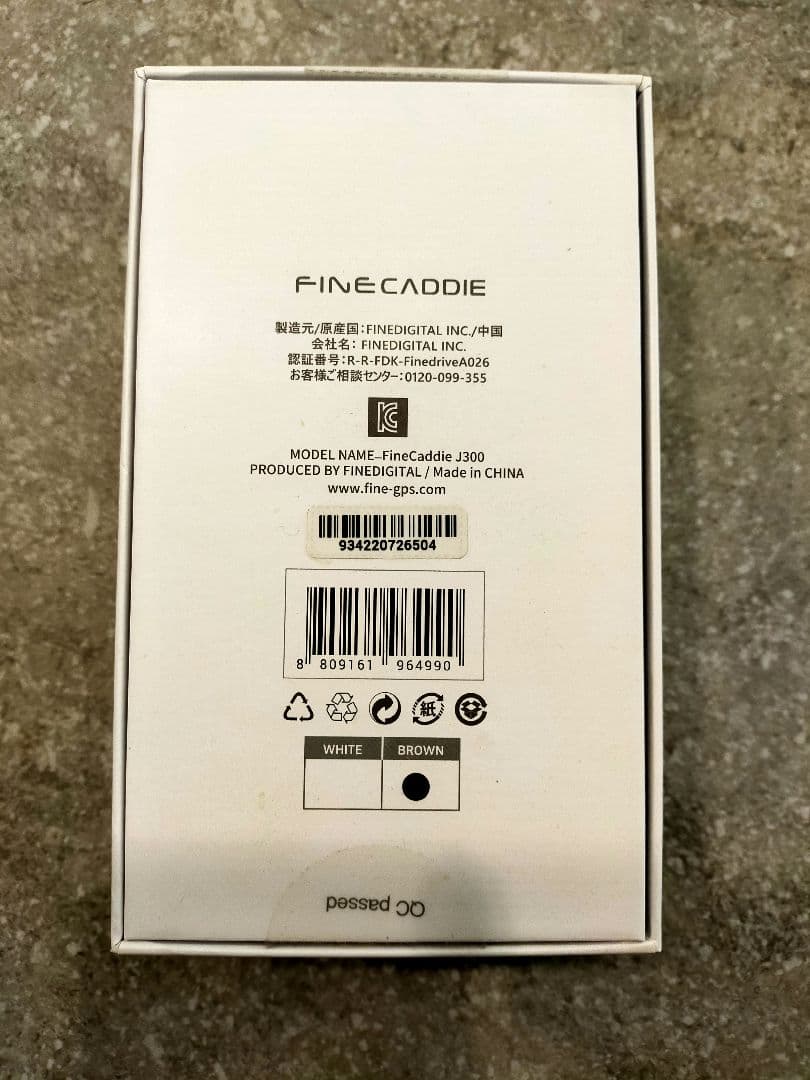 FINECADDIE
製造元/原産国:FINEDIGITAL INC./中国
会社名: FINEDIGITAL INC.
認証番号:R-R-FDK-FinedriveA026
お客様ご相談センター:0120-099-355
MODEL NAME–FineCaddie J300
PRODUCED BY FINEDIGITAL / Made in CHINA
www.fine-gps.com
934220726504
8 809161 964990
紙
WHITE BROWN
QC passed